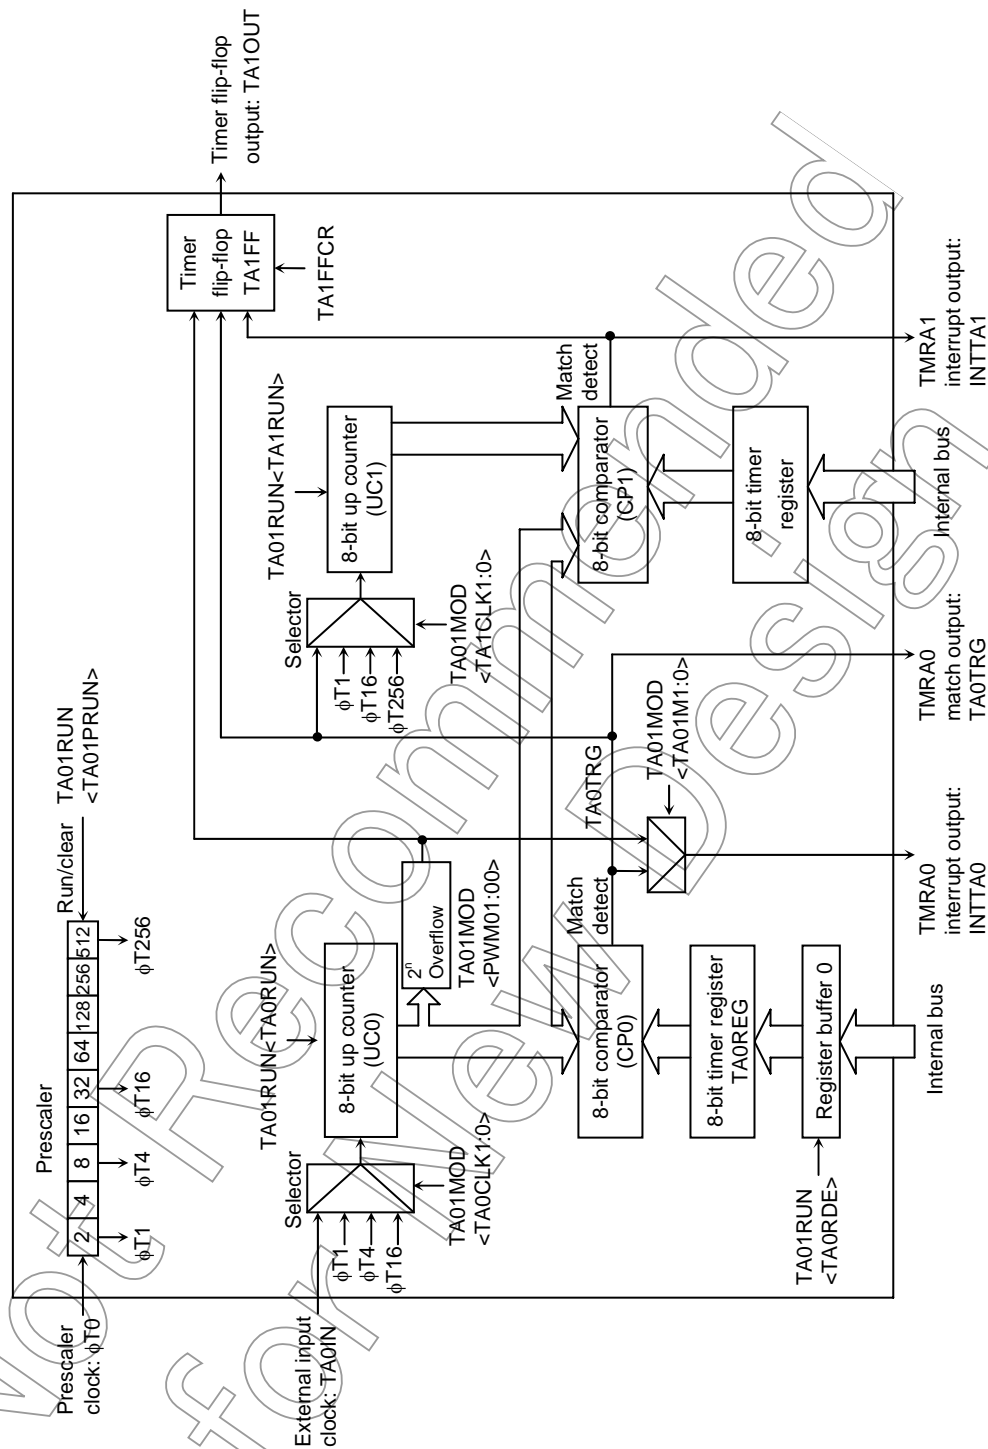 Prescaler
clock: ϕT0
Prescaler
2 4 8 16 32 64 128 256 512
Run/clear
TA01RUN
<TA01PRUN>
ϕT1
ϕT4
ϕT16
ϕT256
External input
clock: TA0IN
Selector
ϕT1
ϕT4
ϕT16
TA01MOD
<TA0CLK1:0>
TA01RUN<TA0RUN>
8-bit up counter
(UC0)
2n
Overflow
TA01MOD
<PWM01:00>
Selector
ϕT1
ϕT16
ϕT256
TA01MOD
<TA1CLK1:0>
TA01RUN<TA1RUN>
8-bit up counter
(UC1)
Timer
flip-flop
TA1FF
TA1FFCR
Timer flip-flop
output: TA1OUT
8-bit comparator
(CP0)
Match
detect
TA0TRG
8-bit timer register
TA0REG
Register buffer 0
TA01RUN
<TA0RDE>
TA01MOD
<TA01M1:0>
8-bit comparator
(CP1)
Match
detect
8-bit timer
register
Internal bus
TMRA0
interrupt output:
INTTA0
TMRA0
match output:
TA0TRG
Internal bus
TMRA1
interrupt output:
INTTA1
Not Recommended
for New Design